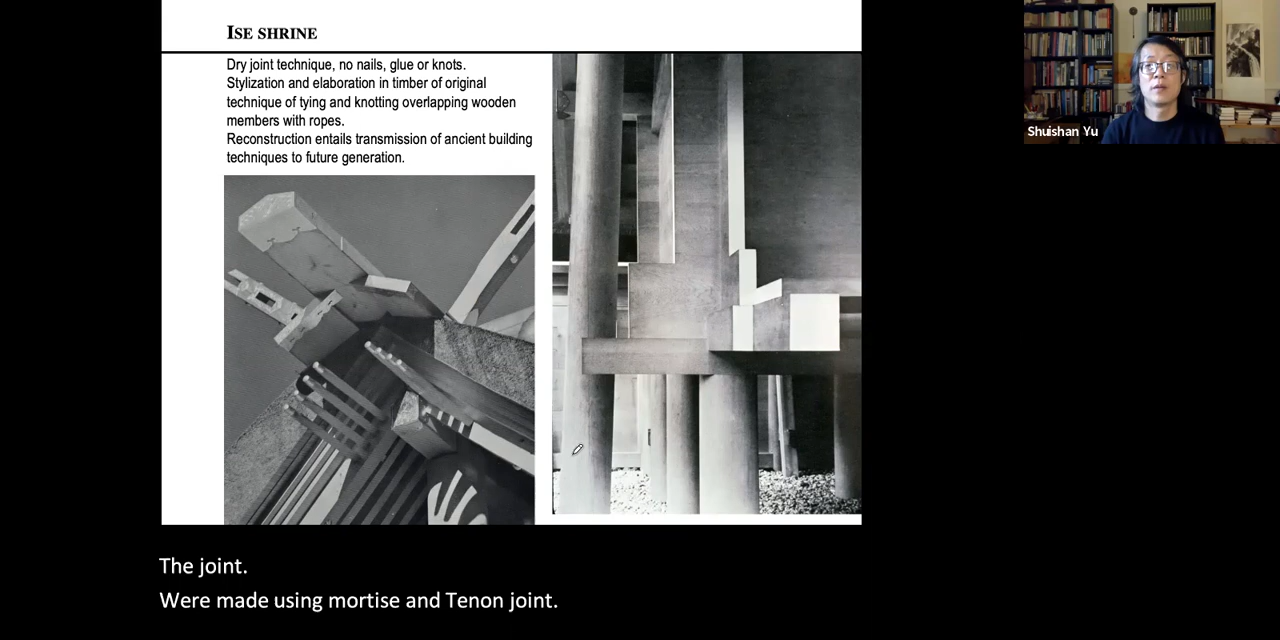 ISE SHRINE
Dry joint technique, no nails, glue or knots.
Stylization and elaboration in timber of original
technique of tying and knotting overlapping wooden
members with ropes.
Reconstruction entails transmission of ancient building
techniques to future generation.
Shuishan Yu
The joint.
Were made using mortise and Tenon joint.